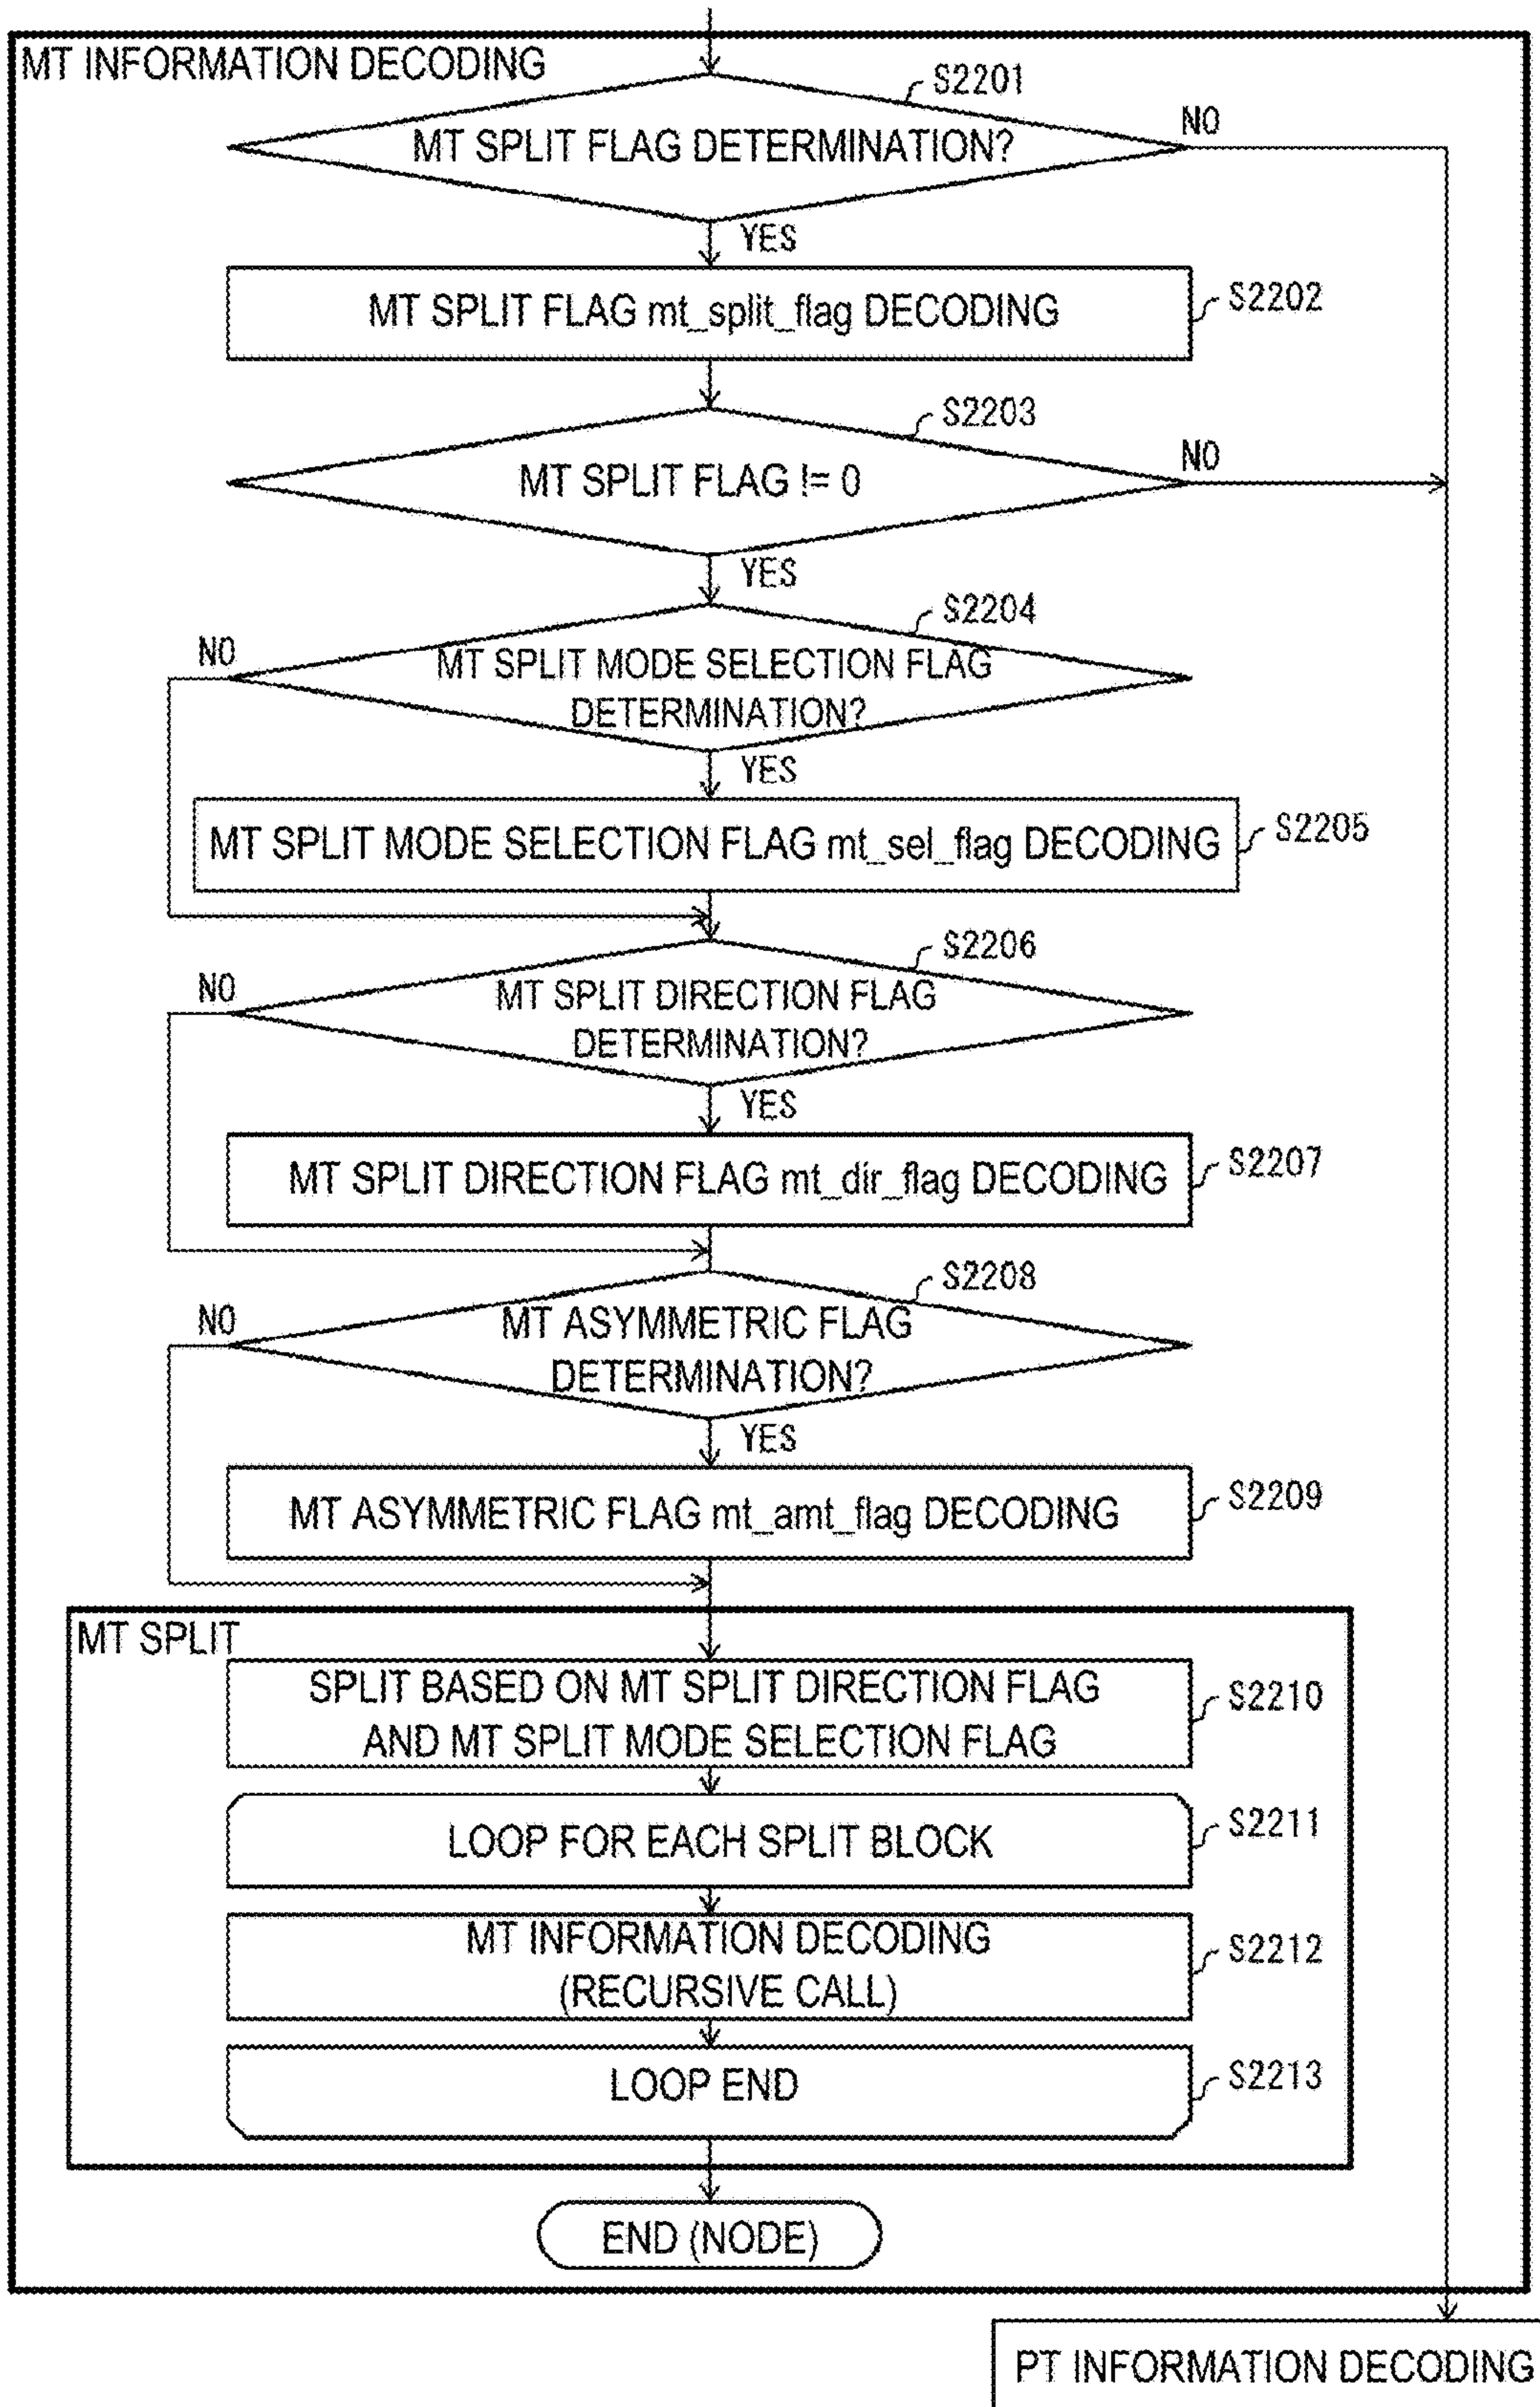 MT INFORMATION DECODING
S2201
MT SPLIT FLAG DETERMINATION?
NO
YES
MT SPLIT FLAG mt_split_flag DECODING
S2202
S2203
MT SPLIT FLAG != 0
NO
YES
S2204
NO
MT SPLIT MODE SELECTION FLAG
DETERMINATION?
YES
MT SPLIT MODE SELECTION FLAG mt_sel_flag DECODING
S2205
S2206
NO
MT SPLIT DIRECTION FLAG
DETERMINATION?
YES
MT SPLIT DIRECTION FLAG mt_dir_flag DECODING
S2207
S2208
NO
MT ASYMMETRIC FLAG
DETERMINATION?
YES
MT ASYMMETRIC FLAG mt_amt_flag DECODING
S2209
MT SPLIT
SPLIT BASED ON MT SPLIT DIRECTION FLAG
AND MT SPLIT MODE SELECTION FLAG
S2210
LOOP FOR EACH SPLIT BLOCK
S2211
MT INFORMATION DECODING
(RECURSIVE CALL)
S2212
LOOP END
S2213
END (NODE)
PT INFORMATION DECODING